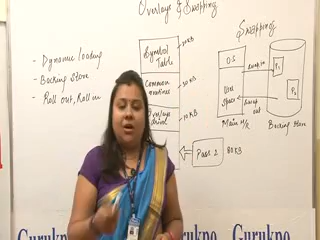 Overlays & Swapping
- Dynamic loading
- Backing store
- Roll out, Roll in
Symbol
Table
20KB
Common
routines
30 KB
Overlay
driver
10 KB
Pass 2
80KB
Swapping
O.S
User
Space
Main
swap in
swap
out
P1
P2
Backing Store
Gurukpo
Gurukpo